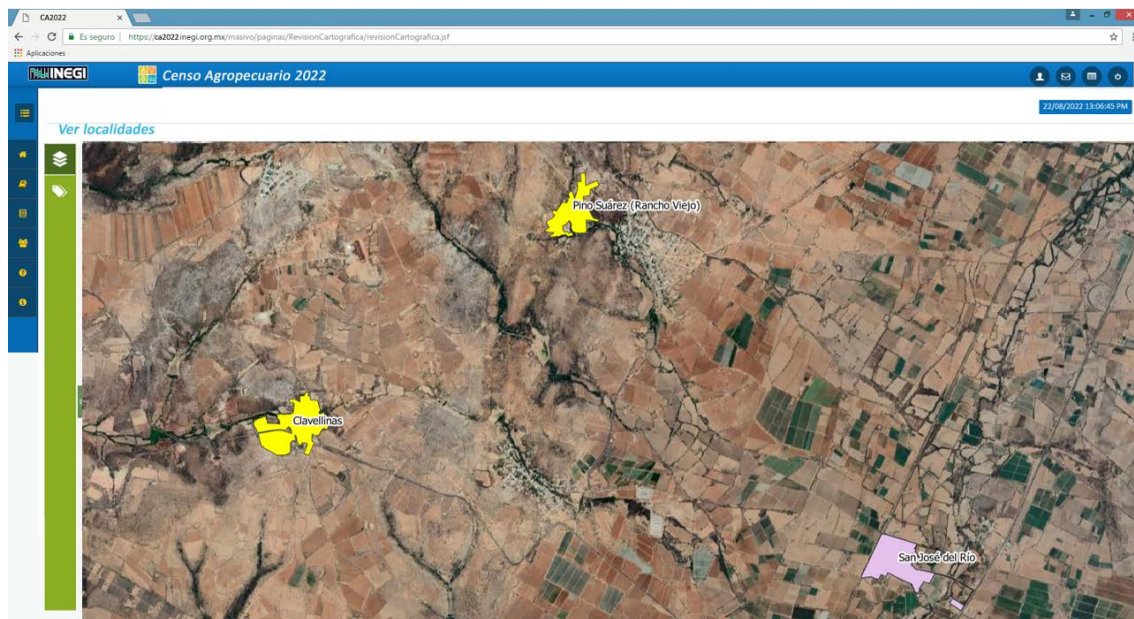 CA2022
Es seguro | https://ca2022.inegi.org.mx/masivo/paginas/RevisionCartografica/revisionCartografica.jsf
Aplicaciones
INEGI Censo Agropecuario 2022
22/08/2022 13:06:45 PM
Ver localidades
Pino Suárez (Rancho Viejo)
Clavellinas
San José del Río